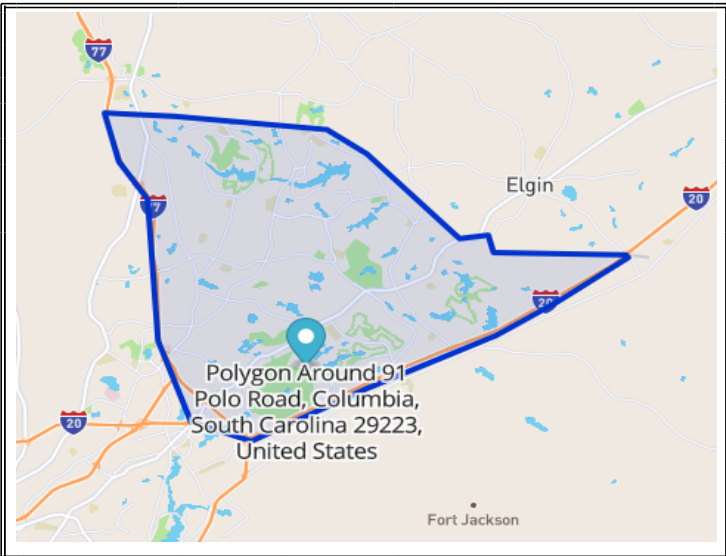 77
Elgin
20
77
20
Polygon Around 91
Polo Road, Columbia,
South Carolina 29223,
United States
20
Fort Jackson